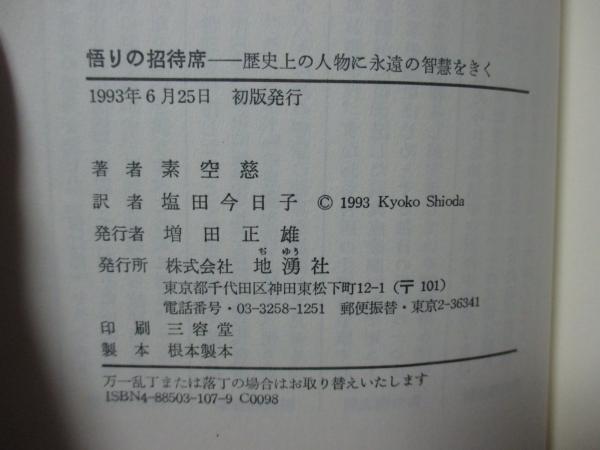 悟りの招待席──歴史上の人物に永遠の智慧をきく
1993年6月25日　初版発行
著者　素空慈
訳者　塩田今日子　© 1993 Kyoko Shioda
発行者　増田正雄
ぢ ゆう
発行所　株式会社　地湧社
東京都千代田区神田東松下町12-1（〒101）
電話番号・03-3258-1251　郵便振替・東京2-36341
印刷　三容堂
製本　根本製本
万一乱丁または落丁の場合はお取り替えいたします
ISBN4-88503-107-9 C0098